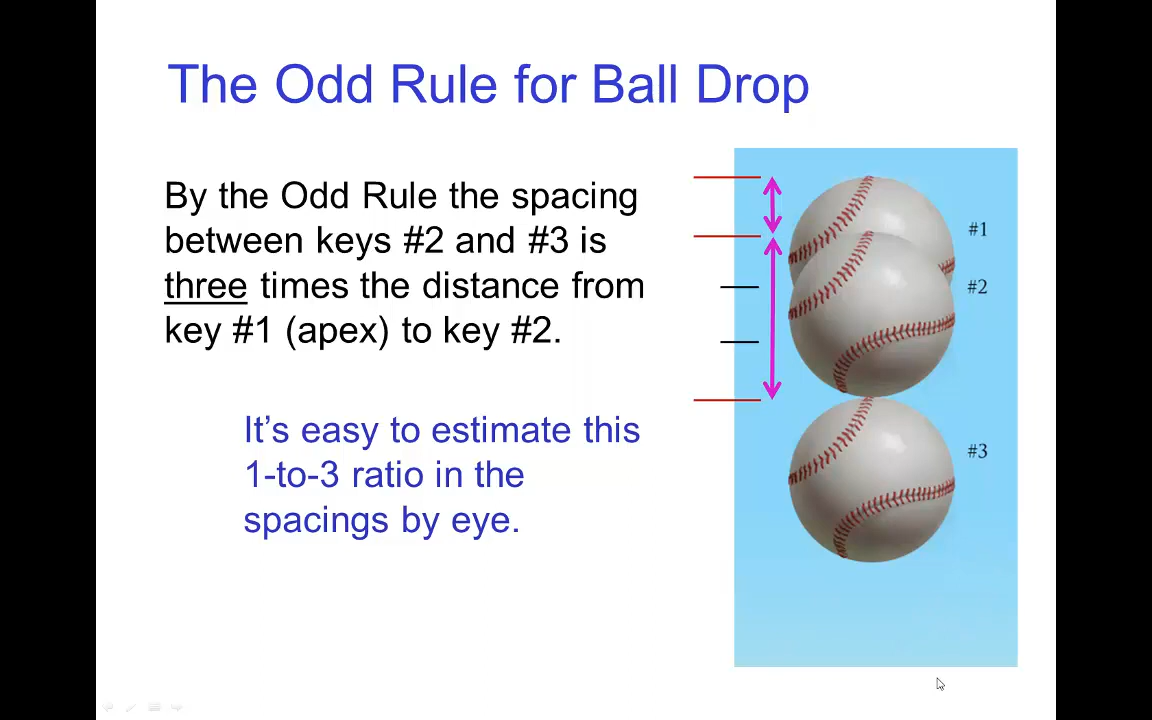 The Odd Rule for Ball Drop
By the Odd Rule the spacing
between keys #2 and #3 is
three times the distance from
key #1 (apex) to key #2.
It’s easy to estimate this
1-to-3 ratio in the
spacings by eye.
#1
#2
#3